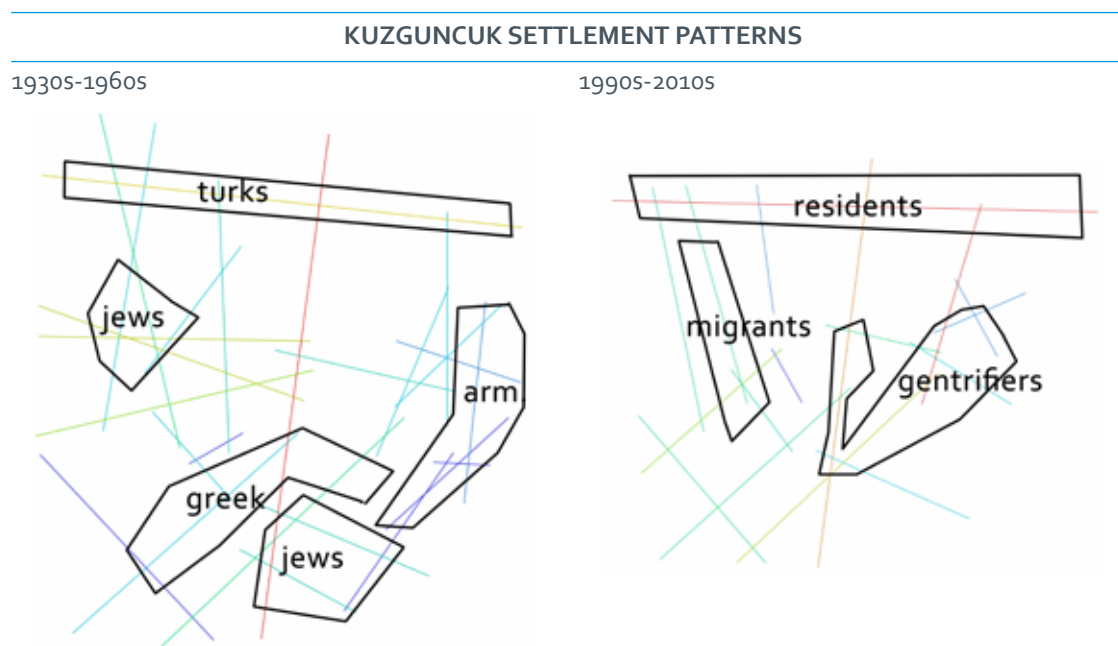 KUZGUNCUK SETTLEMENT PATTERNS
1930s-1960s
turks
jews
arm.
greek
jews
1990s-2010s
residents
migrants
gentrifiers